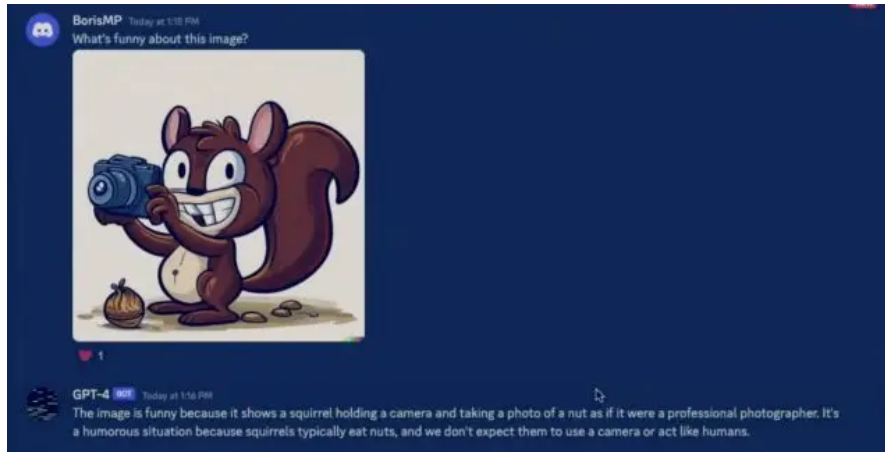 BorisMP Today at 1:15 PM
What's funny about this image?
1
GPT-4 BOT Today at 1:16 PM
The image is funny because it shows a squirrel holding a camera and taking a photo of a nut as if it were a professional photographer. It's
a humorous situation because squirrels typically eat nuts, and we don't expect them to use a camera or act like humans.